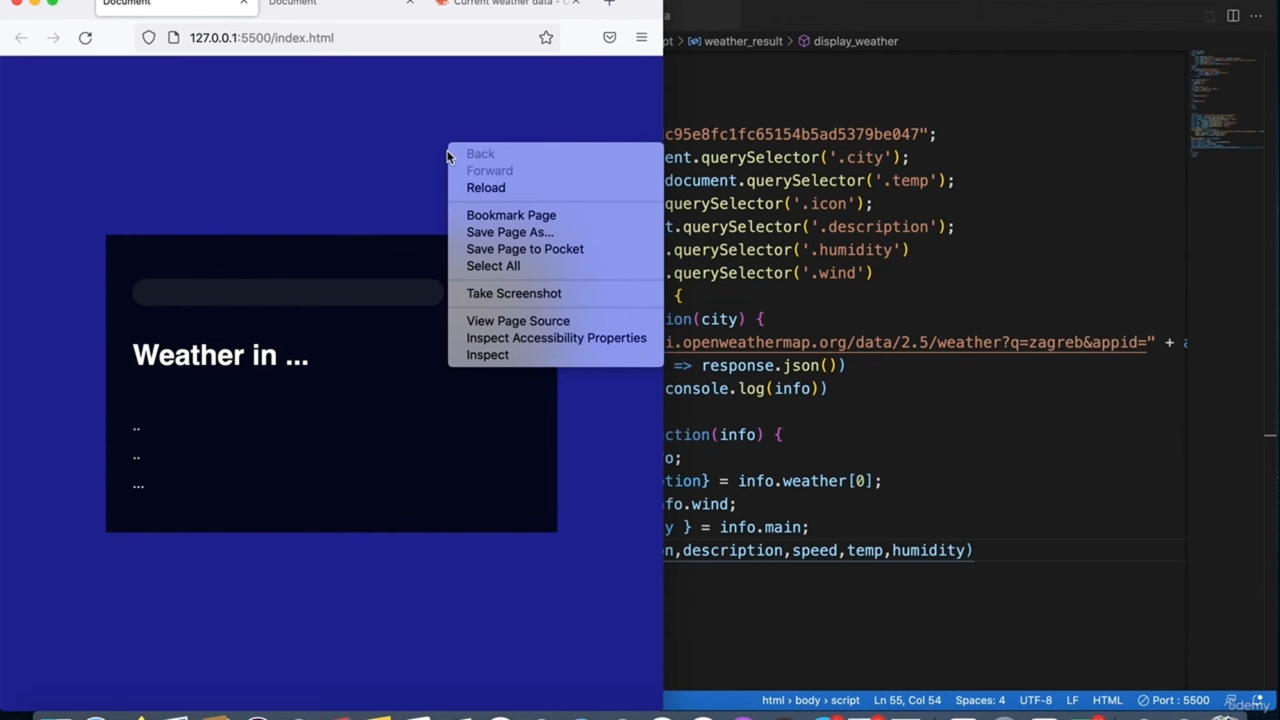 Document
Document
Current weather data -
127.0.0.1:5500/index.html
Back
Forward
Reload
Bookmark Page
Save Page As...
Save Page to Pocket
Select All
Take Screenshot
View Page Source
Inspect Accessibility Properties
Inspect
Weather in ...
..
..
...
a
pt > weather_result > display_weather
c95e8fc1fc65154b5ad5379be047";
ent.querySelector('.city');
document.querySelector('.temp');
querySelector('.icon');
t.querySelector('.description');
.querySelector('.humidity')
.querySelector('.wind')
{
ion(city) {
i.openweathermap.org/data/2.5/weather?q=zagreb&appid=" + a
=> response.json())
console.log(info))
ction(info) {
fo;
tion} = info.weather[0];
nfo.wind;
y } = info.main;
n,description,speed,temp,humidity)
html > body > script
Ln 55, Col 54
Spaces: 4
UTF-8
LF
HTML
Port : 5500
Udemy